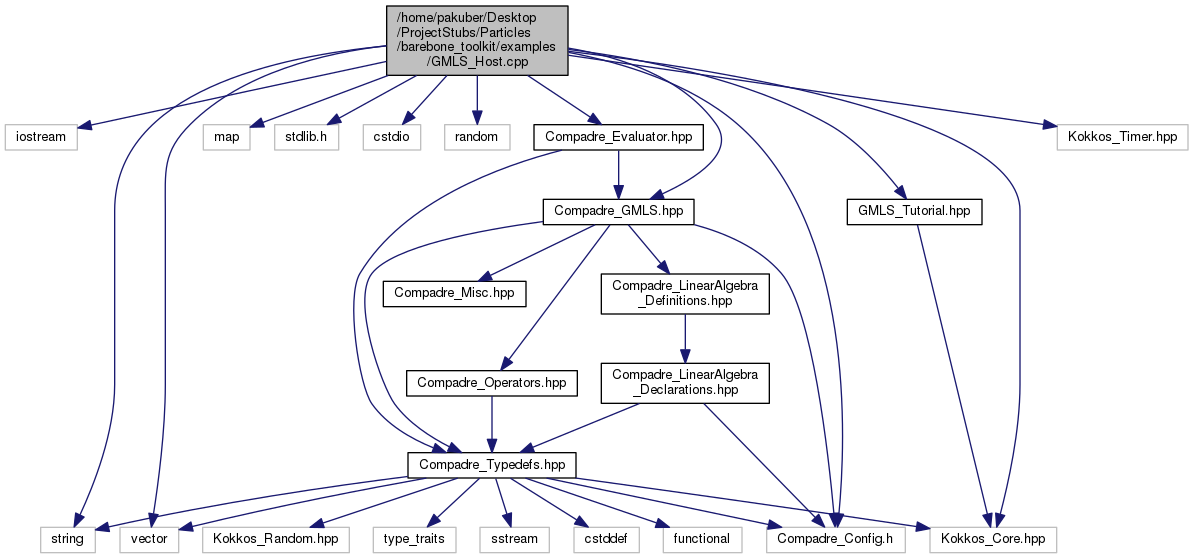 /home/pakuber/Desktop
/ProjectStubs/Particles
/barebone_toolkit/examples
/GMLS_Host.cpp
iostream
map
stdlib.h
cstdio
random
Compadre_Evaluator.hpp
Kokkos_Timer.hpp
Compadre_GMLS.hpp
GMLS_Tutorial.hpp
Compadre_Misc.hpp
Compadre_LinearAlgebra
_Definitions.hpp
Compadre_Operators.hpp
Compadre_LinearAlgebra
_Declarations.hpp
Compadre_Typedefs.hpp
string
vector
Kokkos_Random.hpp
type_traits
sstream
cstddef
functional
Compadre_Config.h
Kokkos_Core.hpp